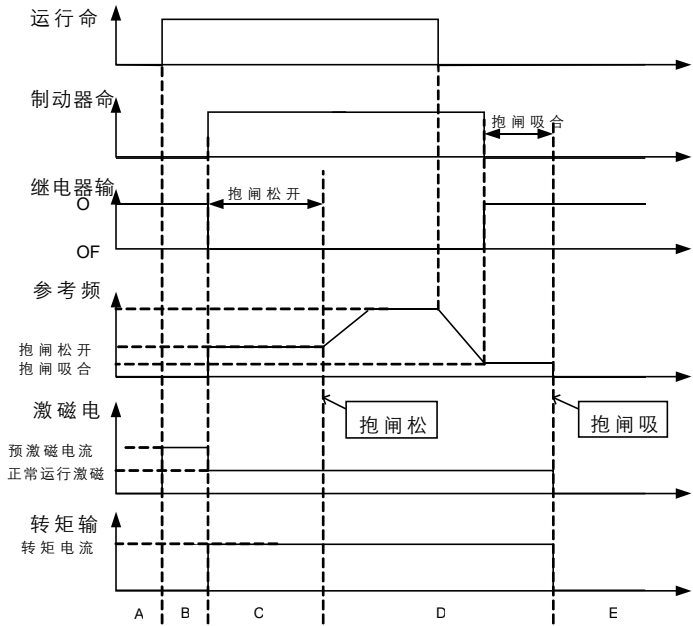 运行命
制动器命
抱闸吸合
继电器输
O
抱闸松开
OF
参考频
抱闸松开
抱闸吸合
激磁电
抱闸松
抱闸吸
预激磁电流
正常运行激磁
转矩输
转矩电流
A B C D E